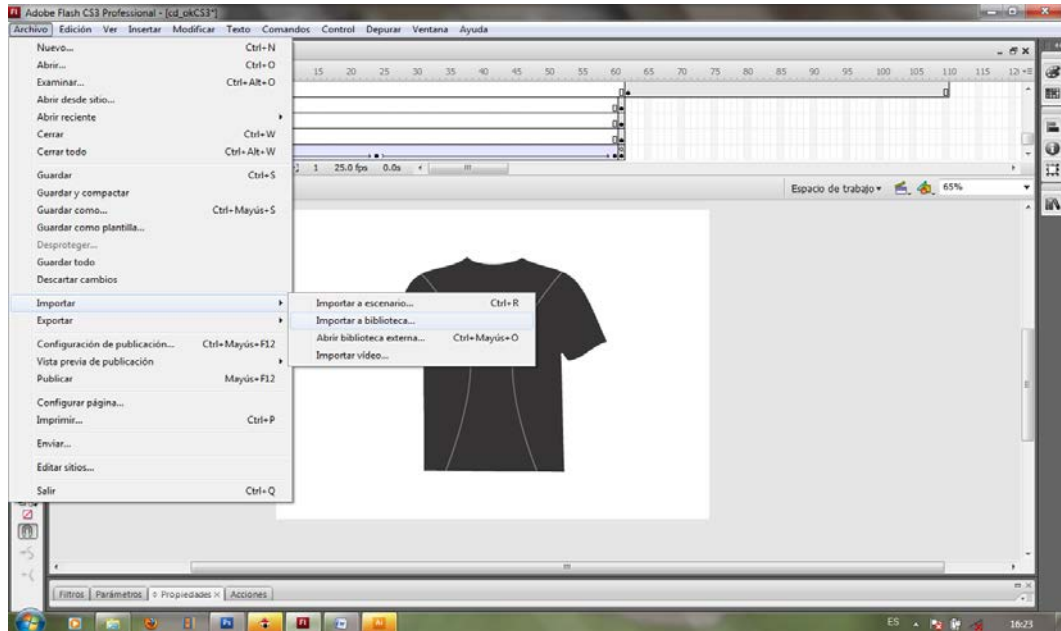 Adobe Flash CS3 Professional - [cd_okCS3*]
Archivo Edición Ver Insertar Modificar Texto Comandos Control Depurar Ventana Ayuda
Nuevo... Ctrl+N
Abrir... Ctrl+O
Examinar... Ctrl+Alt+O
Abrir desde sitio...
Abrir reciente
Cerrar Ctrl+W
Cerrar todo Ctrl+Alt+W
Guardar Ctrl+S
Guardar y compactar
Guardar como... Ctrl+Mayús+S
Guardar como plantilla...
Desproteger...
Guardar todo
Descartar cambios
Importar
Exportar
Configuración de publicación... Ctrl+Mayús+F12
Vista previa de publicación
Publicar Mayús+F12
Configurar página...
Imprimir... Ctrl+P
Enviar...
Editar sitios...
Salir Ctrl+Q
Importar a escenario... Ctrl+R
Importar a biblioteca...
Abrir biblioteca externa... Ctrl+Mayús+O
Importar vídeo...
15 20 25 30 35 40 45 50 55 60 65 70 75 80 85 90 95 100 105 110 115
1 25.0 fps 0.0s
Espacio de trabajo 65%
Filtros Parámetros Propiedades Acciones
ES 16:23